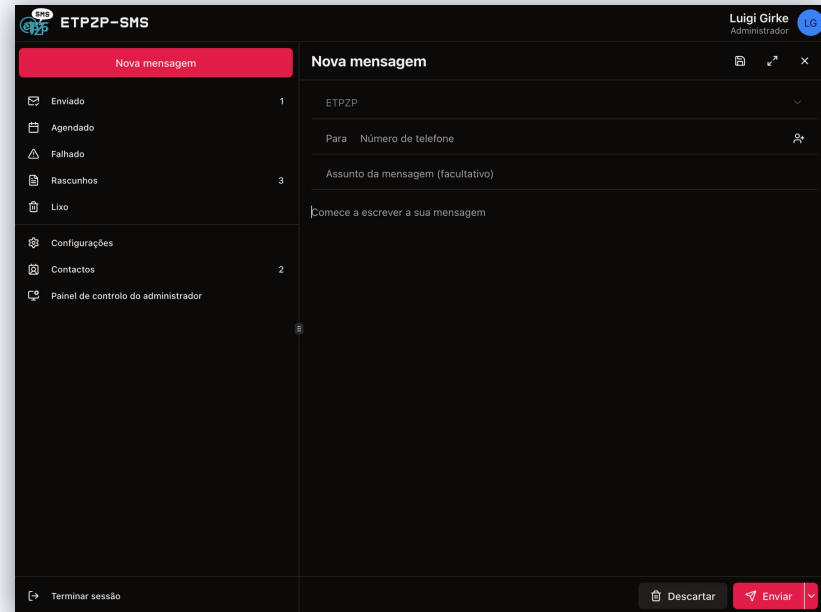 SMS
etpzp
ETPZP-SMS
Luigi Girke
Administrador
LG
Nova mensagem
Enviado 1
Agendado
Falhado
Rascunhos 3
Lixo
Configurações
Contactos 2
Painel de controlo do administrador
Terminar sessão
Nova mensagem
ETPZP
Para Número de telefone
Assunto da mensagem (facultativo)
Comece a escrever a sua mensagem
Descartar
Enviar